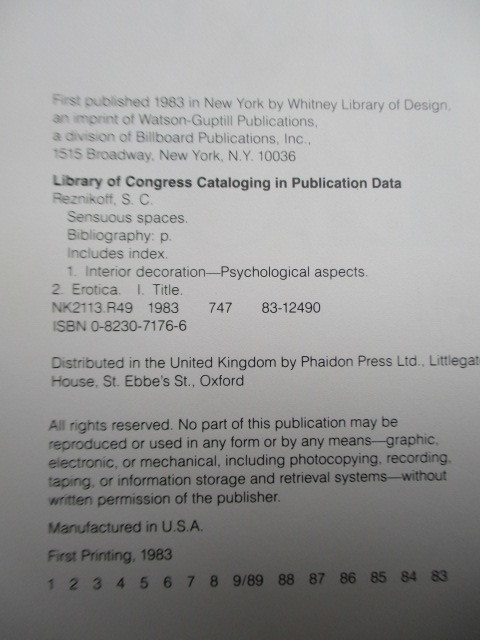 First published 1983 in New York by Whitney Library of Design,
an imprint of Watson-Guptill Publications,
a division of Billboard Publications, Inc.,
1515 Broadway, New York, N.Y. 10036
Library of Congress Cataloging in Publication Data
Reznikoff, S. C.
Sensuous spaces.
Bibliography: p.
Includes index.
1. Interior decoration—Psychological aspects.
2. Erotica. I. Title.
NK2113.R49 1983 747 83-12490
ISBN 0-8230-7176-6
Distributed in the United Kingdom by Phaidon Press Ltd., Littlegat
House, St. Ebbe's St., Oxford
All rights reserved. No part of this publication may be
reproduced or used in any form or by any means—graphic,
electronic, or mechanical, including photocopying, recording,
taping, or information storage and retrieval systems—without
written permission of the publisher.
Manufactured in U.S.A.
First Printing, 1983
1 2 3 4 5 6 7 8 9/89 88 87 86 85 84 83